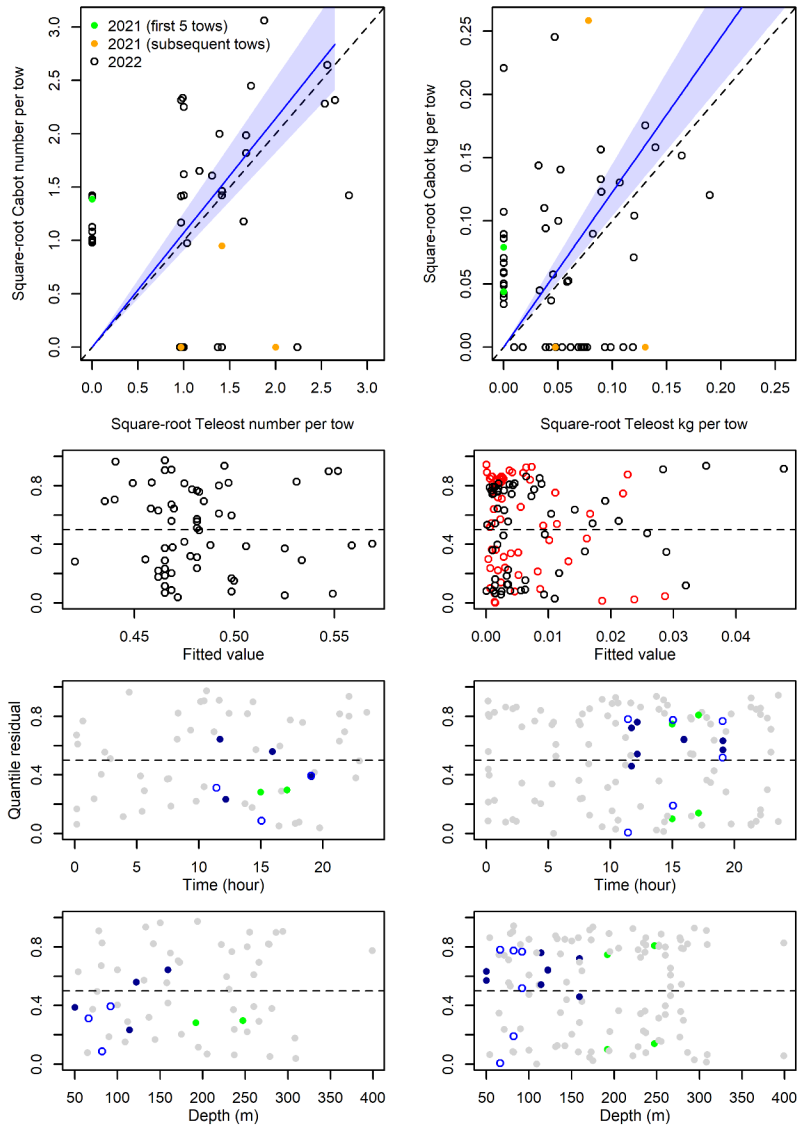 2021 (first 5 tows)
2021 (subsequent tows)
2022
Square-root Cabot number per tow
0.0 0.5 1.0 1.5 2.0 2.5 3.0
0.0 0.5 1.0 1.5 2.0 2.5 3.0
Square-root Teleost number per tow
Square-root Cabot kg per tow
0.00 0.05 0.10 0.15 0.20 0.25
0.00 0.05 0.10 0.15 0.20 0.25
Square-root Teleost kg per tow
Quantile residual
0.0 0.4 0.8
0.45 0.50 0.55
Fitted value
0.0 0.4 0.8
0.00 0.01 0.02 0.03 0.04
Fitted value
0.0 0.4 0.8
0 5 10 15 20
Time (hour)
0.0 0.4 0.8
0 5 10 15 20
Time (hour)
0.0 0.4 0.8
50 100 150 200 250 300 350 400
Depth (m)
0.0 0.4 0.8
50 100 150 200 250 300 350 400
Depth (m)